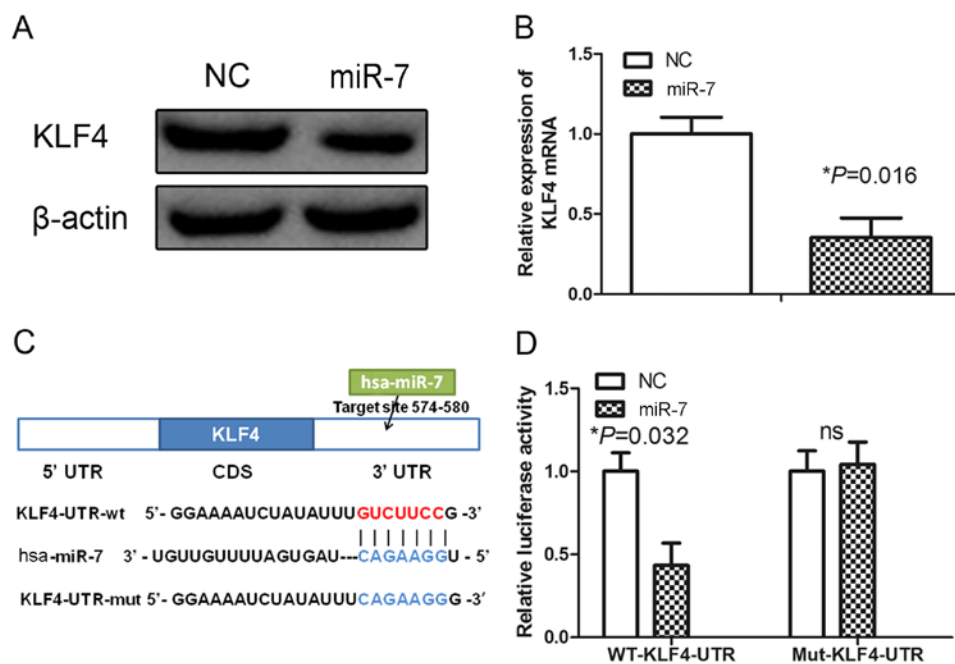 A
NC miR-7
KLF4
β-actin
B
Relative expression of
KLF4 mRNA
1.5
1.0
0.5
0.0
NC
miR-7
*P=0.016
C
hsa-miR-7
Target site 574-580
KLF4
5' UTR CDS 3' UTR
KLF4-UTR-wt 5'- GGAAAAUCUAUAUUUGUCUUCCG -3'
hsa-miR-7 3'- UGUUGUUUUAGUGAU---CAGAAGGU - 5'
KLF4-UTR-mut 5'- GGAAAAUCUAUAUUUCAGAAGGG -3'
D
Relative luciferase activity
1.5
1.0
0.5
0.0
NC
miR-7
*P=0.032
ns
WT-KLF4-UTR Mut-KLF4-UTR